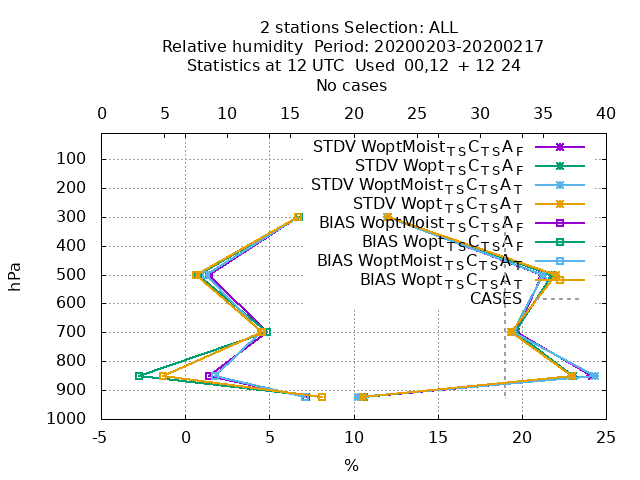 2 stations Selection: ALL
Relative humidity  Period: 20200203-20200217
Statistics at 12 UTC  Used  00,12  + 12 24
No cases
0 5 10 15 20 25 30 35 40
STDV WoptMoistTSCTSAF
STDV WoptTSCTSAF
STDV WoptMoistTSCTSAT
STDV WoptTSCTSAT
BIAS WoptMoistTSCTSAF
BIAS WoptTSCTSAF
BIAS WoptMoistTSCTSAT
BIAS WoptTSCTSAT
CASES
100
200
300
400
500
600
700
800
900
1000
hPa
-5 0 5 10 15 20 25
%